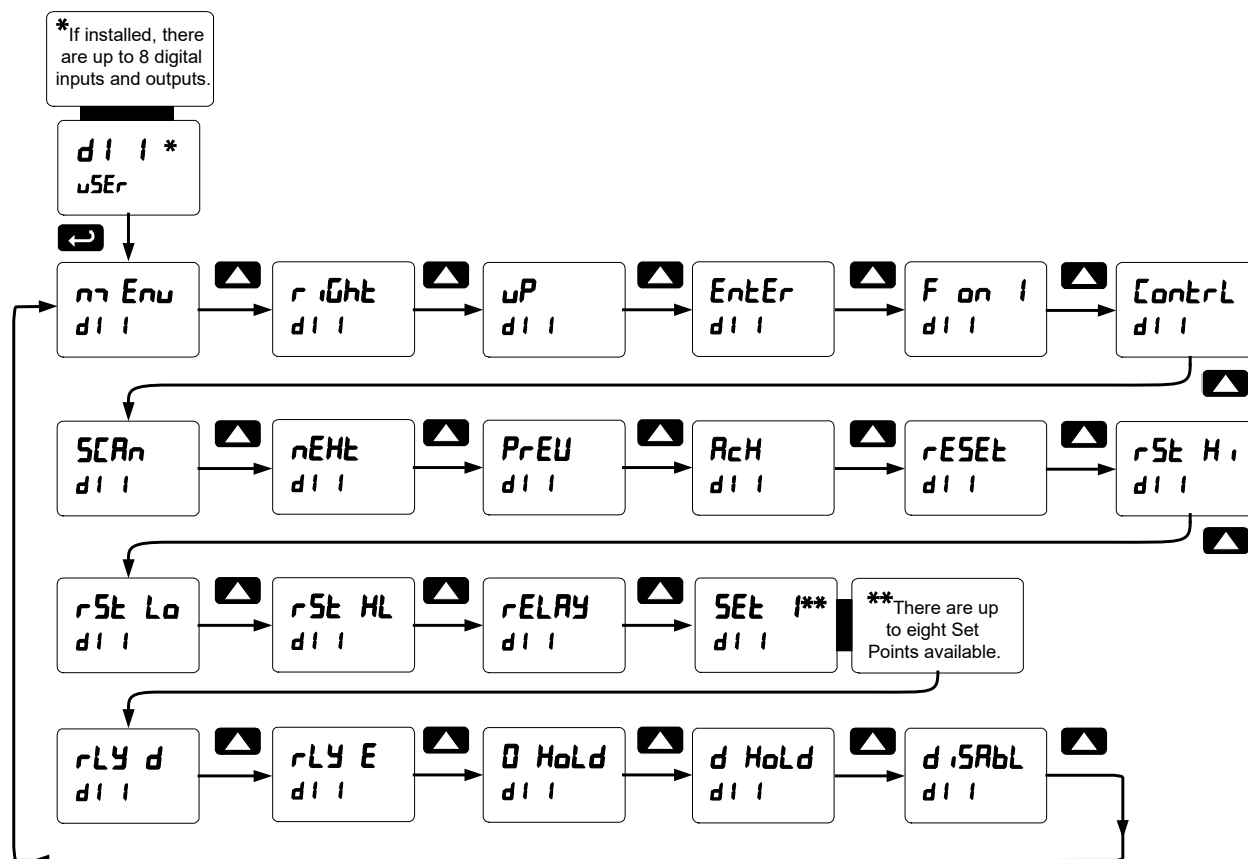 *If installed, there
are up to 8 digital
inputs and outputs.
dI 1 *
uSEr
mEnu
dI 1
riGht
dI 1
uP
dI 1
EntEr
dI 1
F on 1
dI 1
ContrL
dI 1
SCAn
dI 1
nEHt
dI 1
PrEU
dI 1
AcH
dI 1
rESEt
dI 1
rSt Hi
dI 1
rSt Lo
dI 1
rSt HL
dI 1
rELAY
dI 1
SEt 1**
dI 1
**There are up
to eight Set
Points available.
rLY d
dI 1
rLY E
dI 1
O HoLd
dI 1
d HoLd
dI 1
diSAbL
dI 1